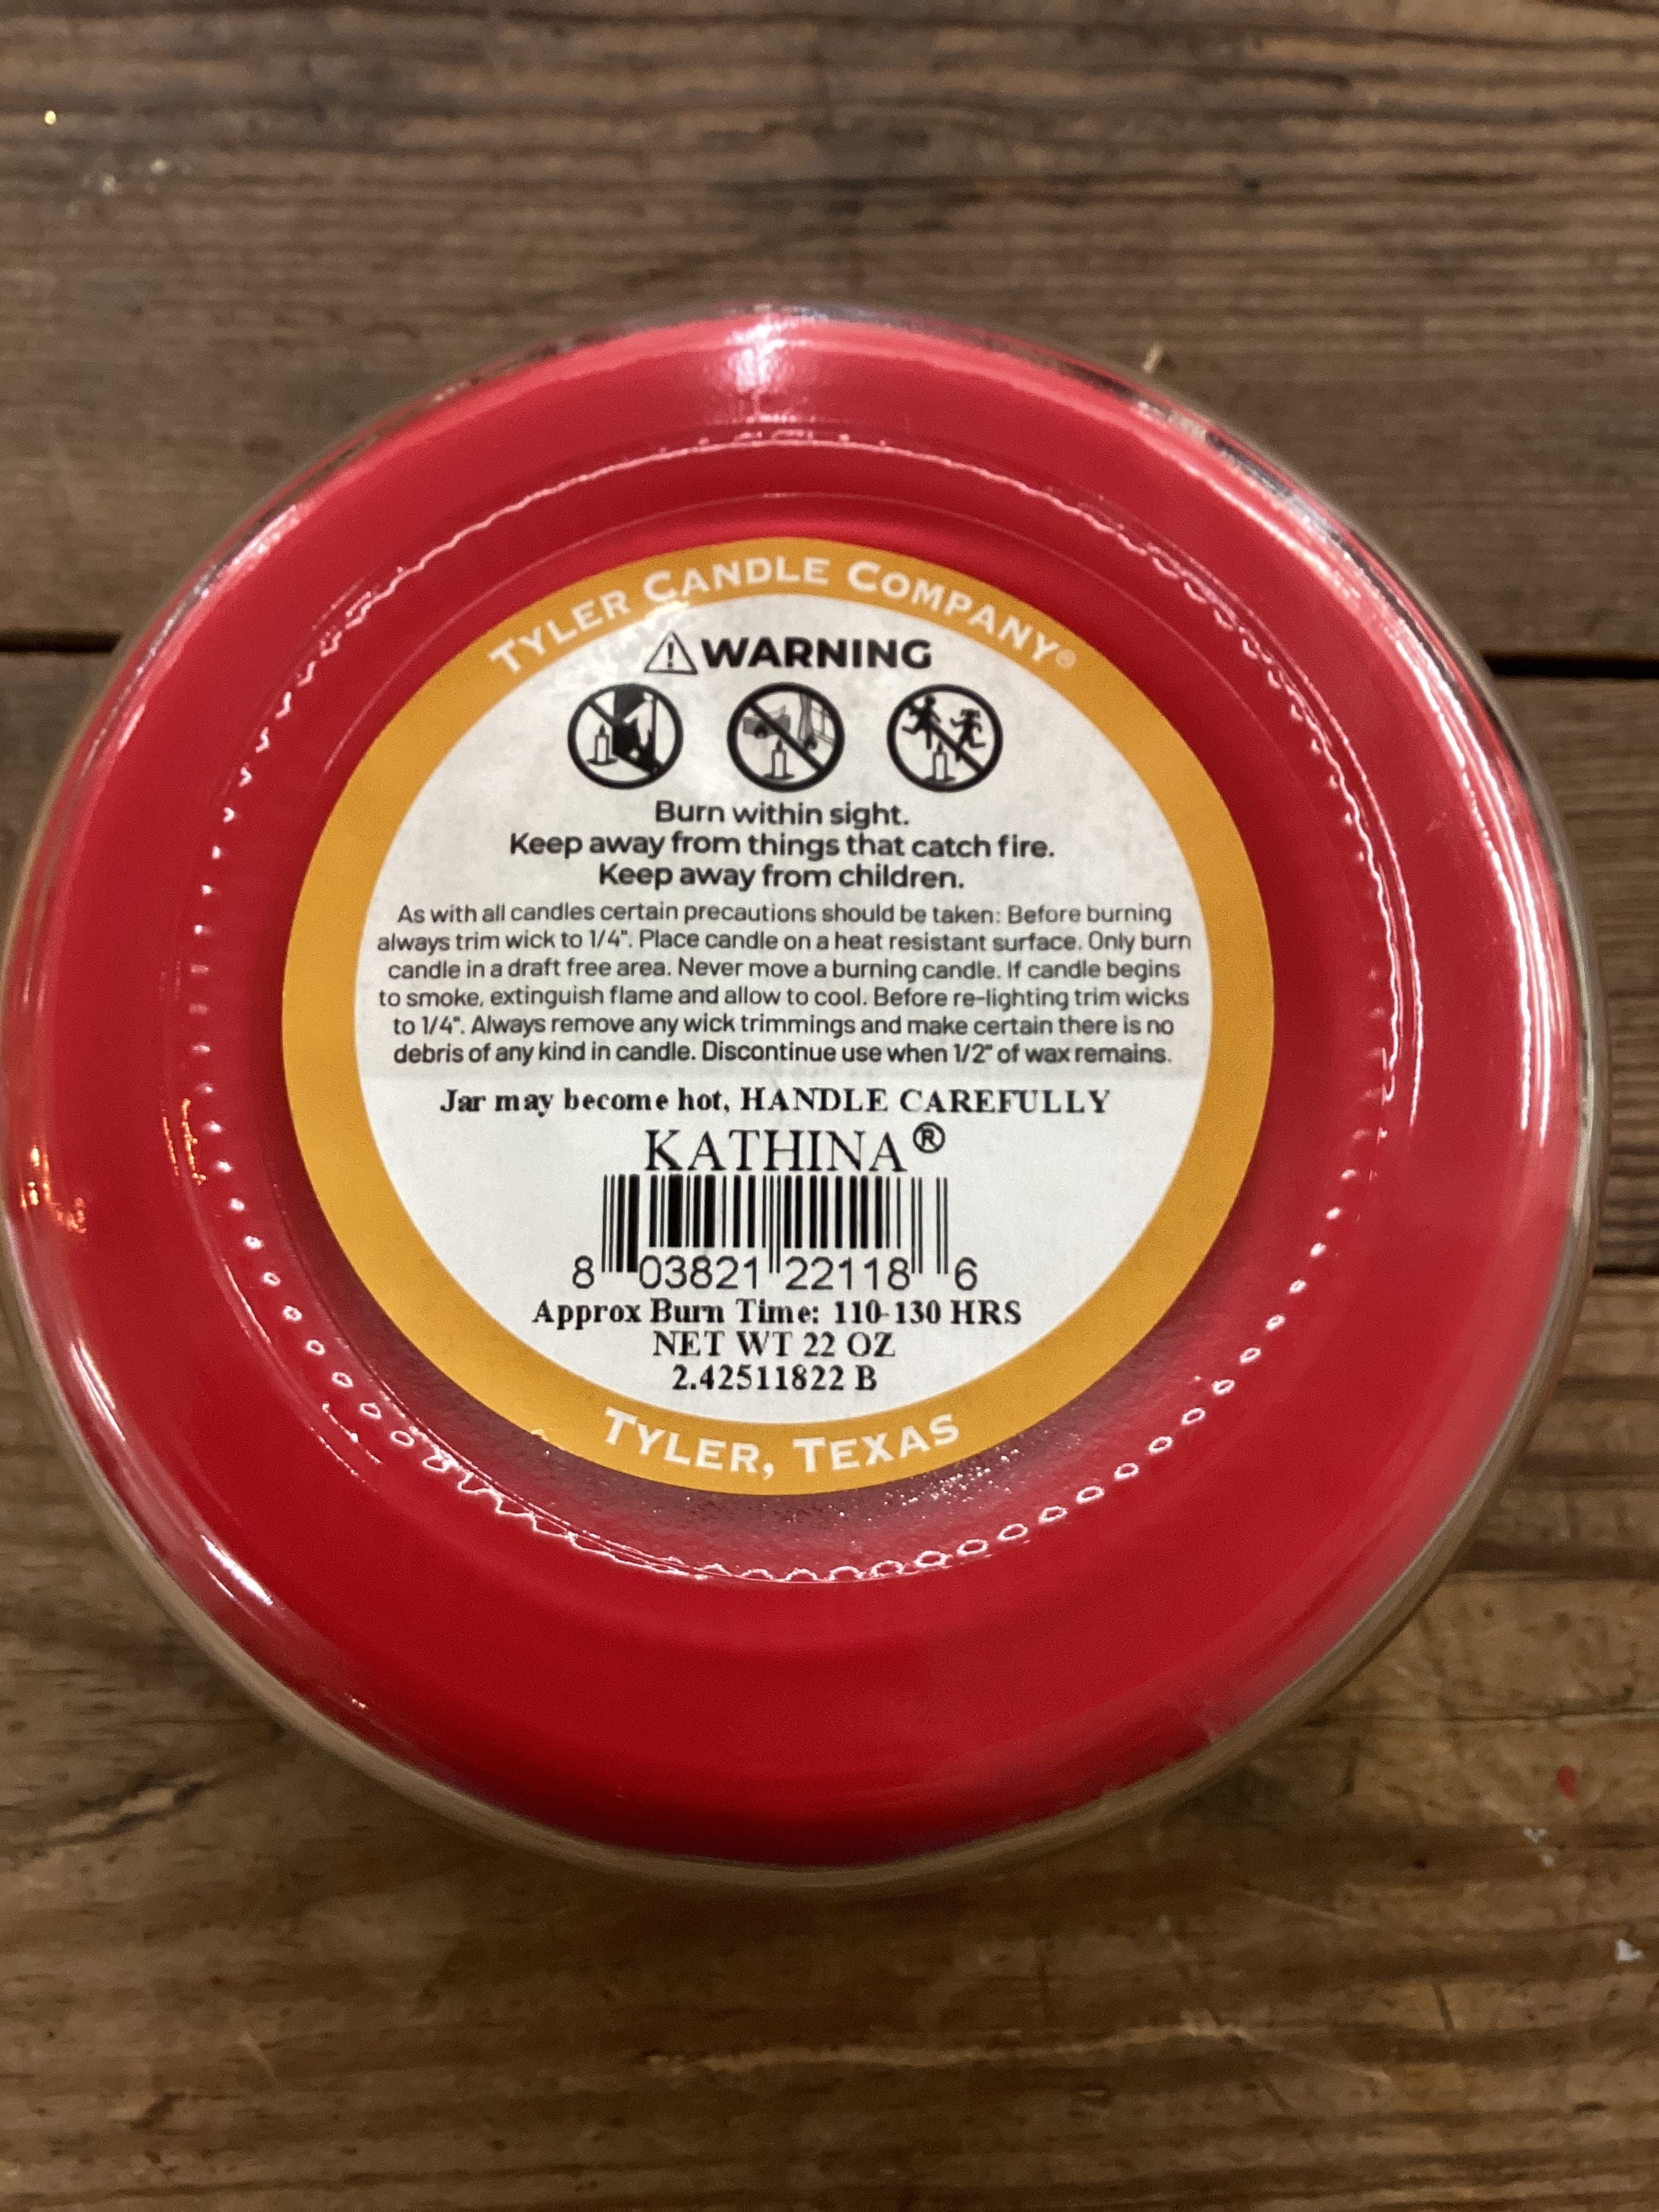 TYLER CANDLE COMPANY®
WARNING
Burn within sight.
Keep away from things that catch fire.
Keep away from children.
As with all candles certain precautions should be taken: Before burning
always trim wick to 1/4". Place candle on a heat resistant surface. Only burn
candle in a draft free area. Never move a burning candle. If candle begins
to smoke, extinguish flame and allow to cool. Before re-lighting trim wicks
to 1/4". Always remove any wick trimmings and make certain there is no
debris of any kind in candle. Discontinue use when 1/2" of wax remains.
Jar may become hot, HANDLE CAREFULLY
KATHINA®
8 03821 22118 6
Approx Burn Time: 110-130 HRS
NET WT 22 OZ
2.42511822 B
TYLER, TEXAS